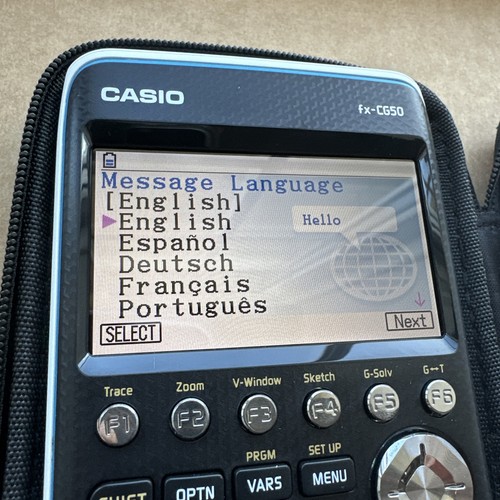 CASIO
fx-CG50
Message Language
[English]
English
Hello
Español
Deutsch
Français
Português
SELECT
Next
Trace
Zoom
V-Window
Sketch
G-Solv
G↔T
F1
F2
F3
F4
F5
F6
PRGM
SET UP
SHIFT
OPTN
VARS
MENU